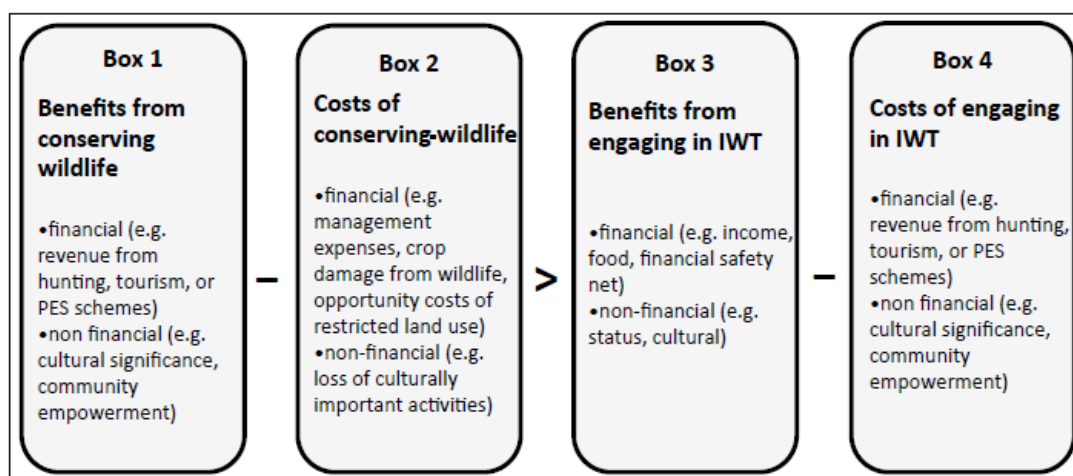 Box 1
Benefits from
conserving
wildlife
•financial (e.g.
revenue from
hunting, tourism, or
PES schemes)
•non financial (e.g.
cultural significance,
community
empowerment)
–
Box 2
Costs of
conserving-wildlife
•financial (e.g.
management
expenses, crop
damage from wildlife,
opportunity costs of
restricted land use)
•non-financial (e.g.
loss of culturally
important activities)
>
Box 3
Benefits from
engaging in IWT
•financial (e.g. income,
food, financial safety
net)
•non-financial (e.g.
status, cultural)
–
Box 4
Costs of engaging
in IWT
•financial (e.g.
revenue from hunting,
tourism, or PES
schemes)
•non financial (e.g.
cultural significance,
community
empowerment)